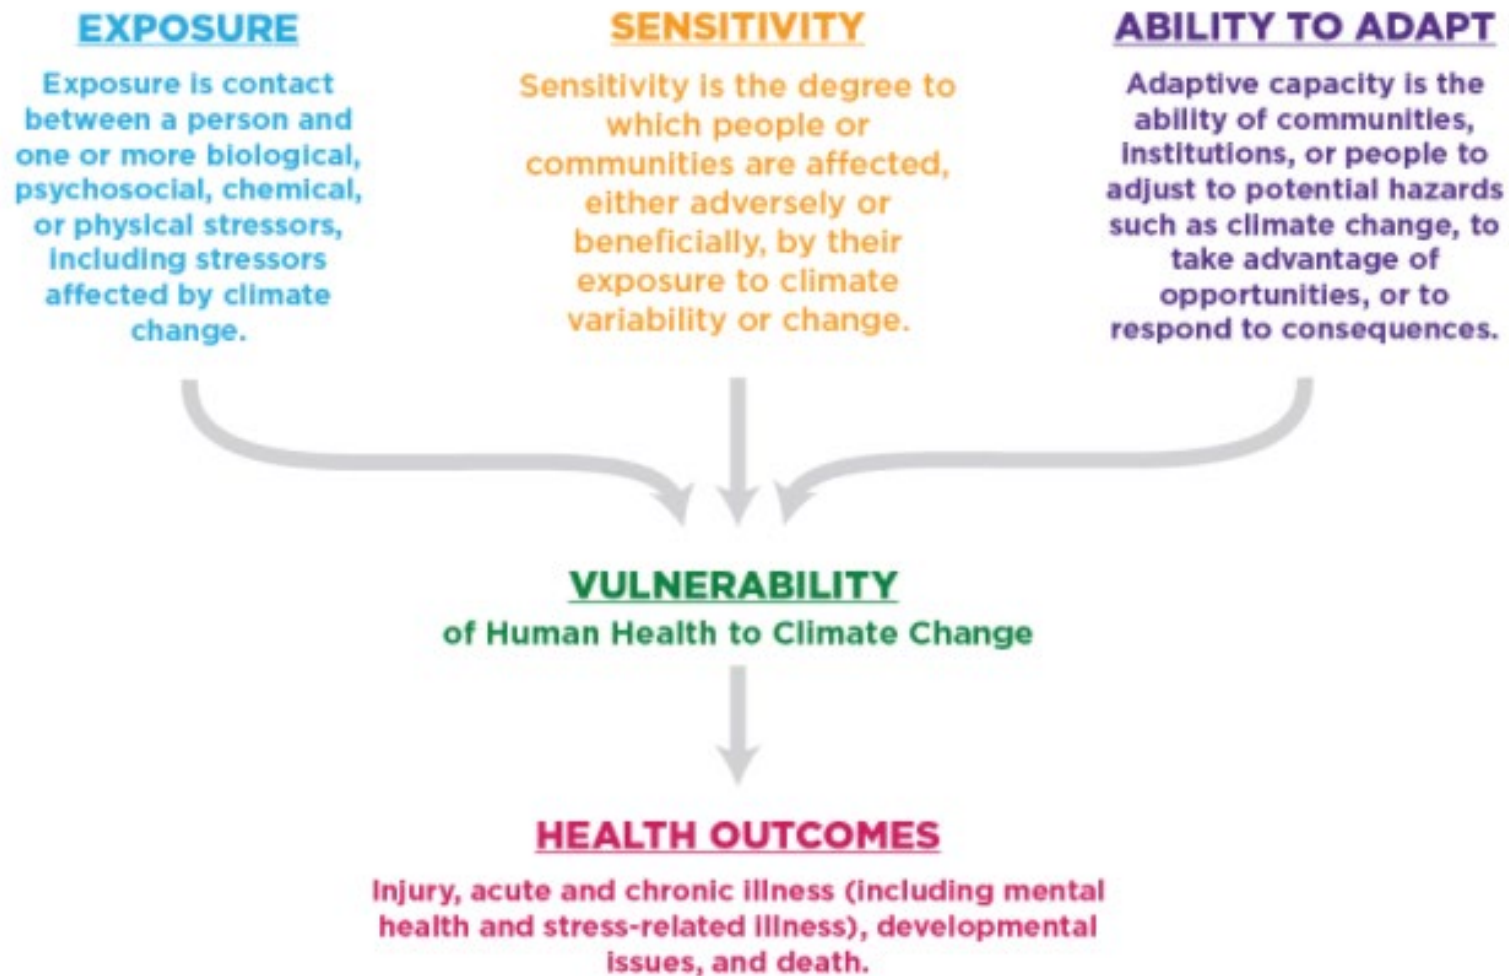 EXPOSURE
Exposure is contact
between a person and
one or more biological,
psychosocial, chemical,
or physical stressors,
including stressors
affected by climate
change.
SENSITIVITY
Sensitivity is the degree to
which people or
communities are affected,
either adversely or
beneficially, by their
exposure to climate
variability or change.
ABILITY TO ADAPT
Adaptive capacity is the
ability of communities,
institutions, or people to
adjust to potential hazards
such as climate change, to
take advantage of
opportunities, or to
respond to consequences.
VULNERABILITY
of Human Health to Climate Change
HEALTH OUTCOMES
Injury, acute and chronic illness (including mental
health and stress-related illness), developmental
issues, and death.